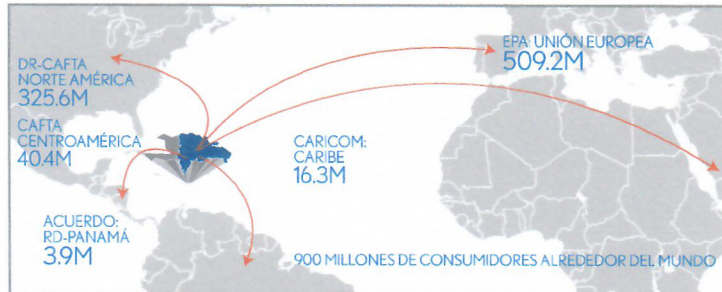 DR-CAFTA
NORTE AMÉRICA
325.6M
CAFTA
CENTROAMÉRICA
40.4M
ACUERDO:
RD-PANAMÁ
3.9M
CARICOM:
CARIBE
16.3M
EPA: UNIÓN EUROPEA
509.2M
900 MILLONES DE CONSUMIDORES ALREDEDOR DEL MUNDO